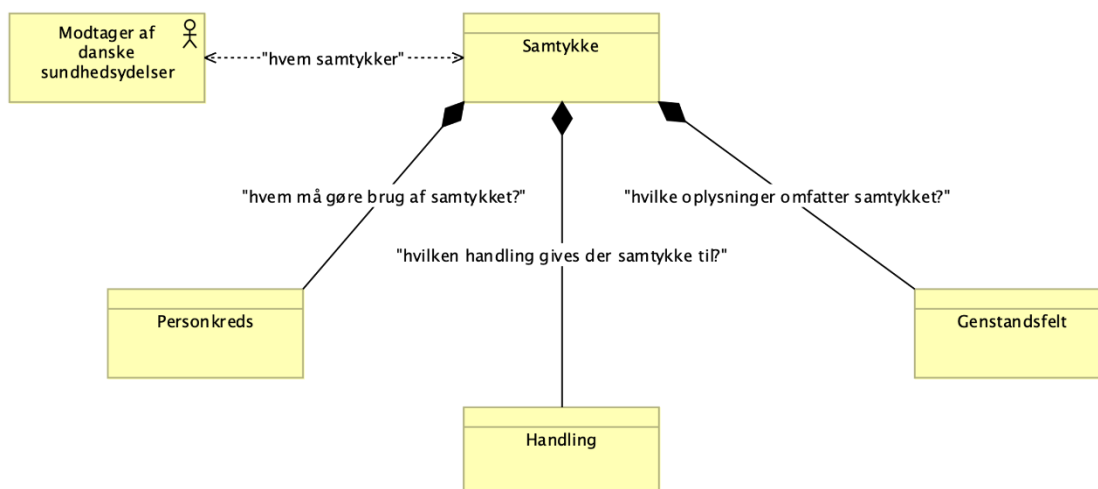 Modtager af
danske
sundhedsydelser
"hvem samtykker"
Samtykke
"hvem må gøre brug af samtykket?"
"hvilke oplysninger omfatter samtykket?"
"hvilken handling gives der samtykke til?"
Personkreds
Genstandsfelt
Handling